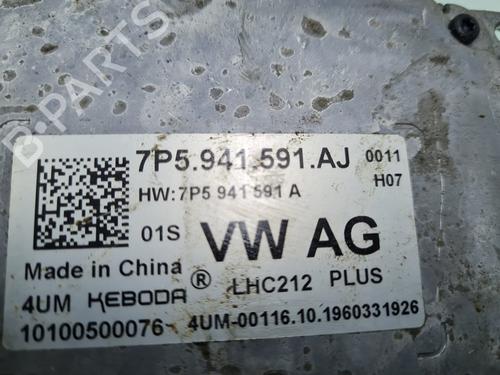 B-PARTS
7P5.941.591.AJ 0011
HW:7P5 941 591 A H07
01S VW AG
Made in China ® LHC212 PLUS
4UM KEBODA
10100500076 4UM-00116.10.1960331926